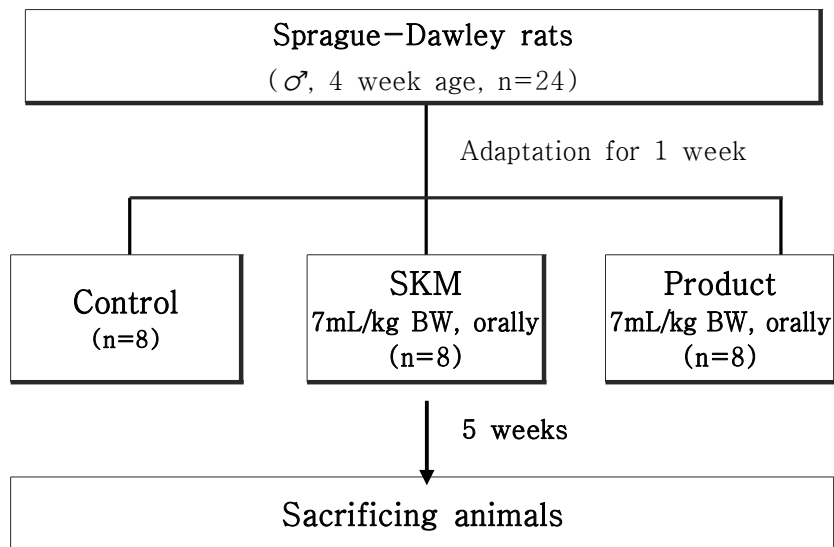 Sprague-Dawley rats
(♂, 4 week age, n=24)
Adaptation for 1 week
Control
(n=8)
SKM
7mL/kg BW, orally
(n=8)
Product
7mL/kg BW, orally
(n=8)
5 weeks
Sacrificing animals